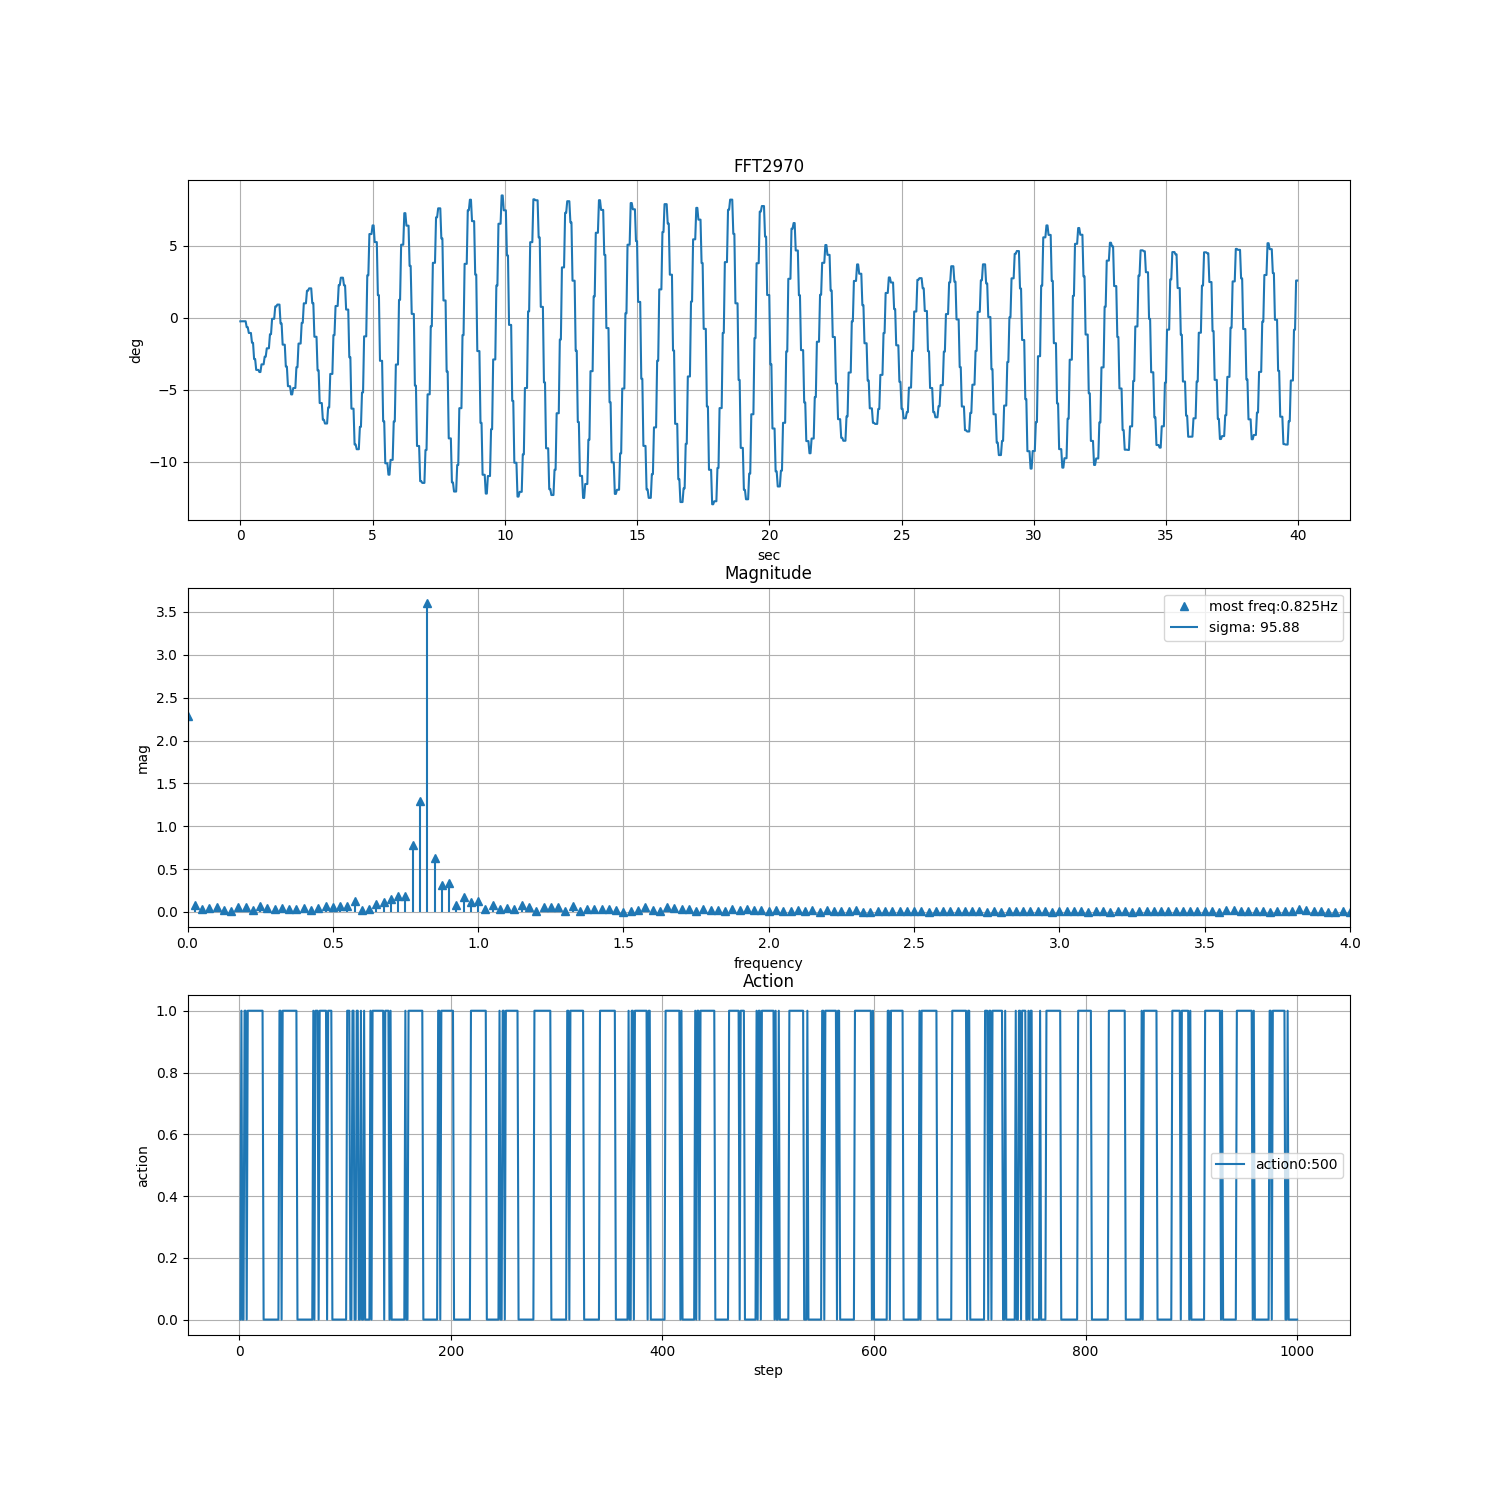 FFT2970
5
0
−5
−10
deg
0 5 10 15 20 25 30 35 40
sec
Magnitude
3.5
3.0
2.5
2.0
1.5
1.0
0.5
0.0
mag
most freq:0.825Hz
sigma: 95.88
0.0 0.5 1.0 1.5 2.0 2.5 3.0 3.5 4.0
frequency
Action
1.0
0.8
0.6
0.4
0.2
0.0
action
action0:500
0 200 400 600 800 1000
step